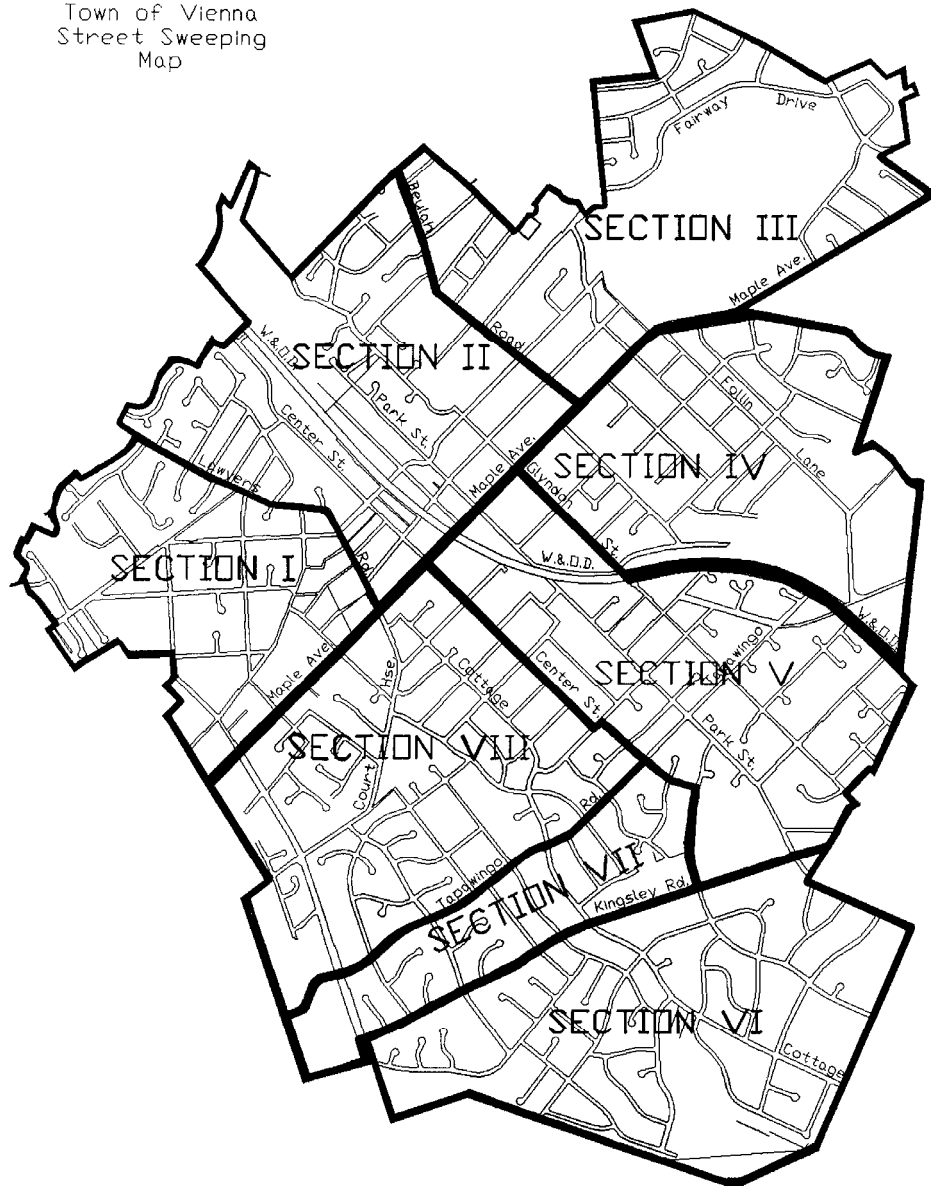 Town of Vienna
Street Sweeping
Map
Fairway
Drive
Beulah
SECTION III
Maple Ave.
W.&O.D.
Road
SECTION II
Park St.
Center St.
Follin
Lane
Maple Ave.
Lawyers
Glyndon
St.
SECTION IV
W.&O.D.
SECTION I
Rd.
W.&O.D.
Maple Ave
Hse
Cottage
Center St.
Tapawingo
SECTION V
Park St.
SECTION VIII
Court
Rd.
Tapawingo
SECTION VII
Kingsley Rd.
SECTION VI
Cottage